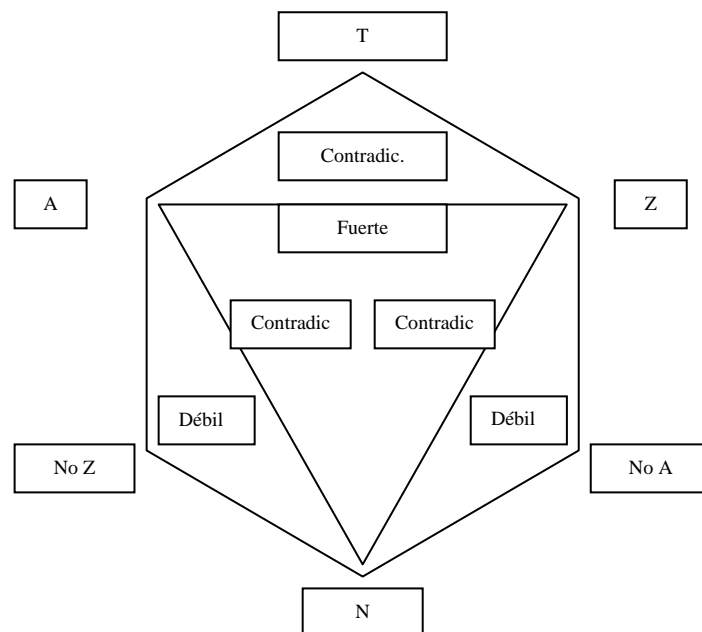 T
Contradic.
A
Z
Fuerte
Contradic
Contradic
Débil
Débil
No Z
No A
N